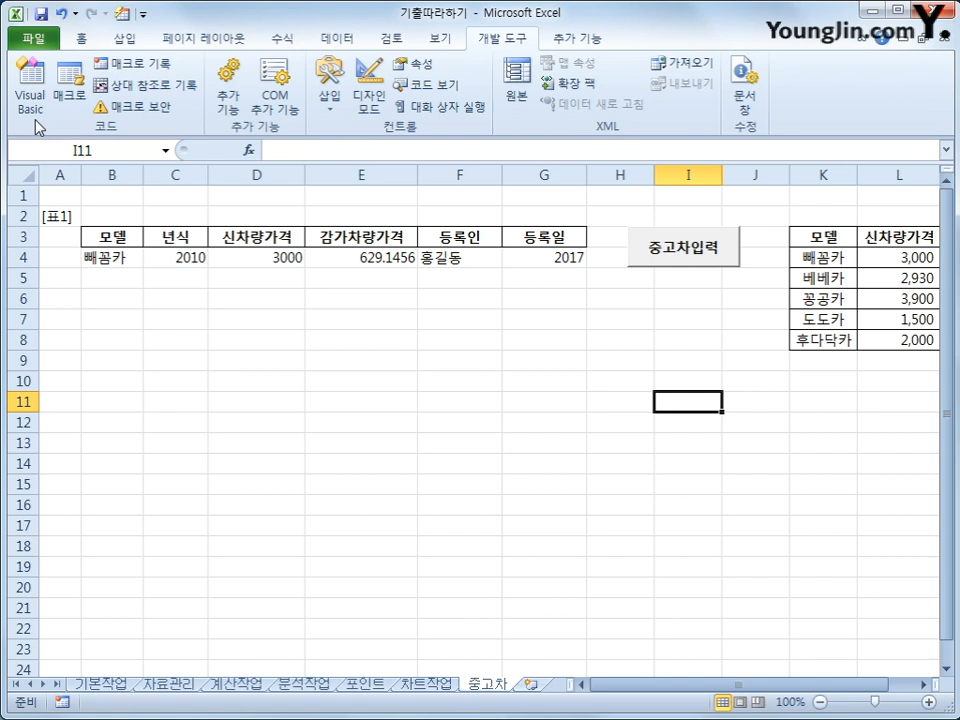 기출따라하기 - Microsoft Excel
YoungJin.com Y.
파일 홈 삽입 페이지 레이아웃 수식 데이터 검토 보기 개발 도구 추가 기능
Visual Basic 매크로 매크로 기록 상대 참조로 기록 매크로 보안
코드
추가 기능 COM 추가 기능
추가 기능
삽입 디자인 모드 속성 코드 보기 대화 상자 실행
컨트롤
원본 맵 속성 확장 팩 데이터 새로 고침 가져오기 내보내기
XML
문서 창
수정
I11 fx
A B C D E F G H I J K L
1
2 [표1]
3 모델 년식 신차량가격 감가차량가격 등록인 등록일 중고차입력 모델 신차량가격
4 빼꼼카 2010 3000 629.1456 홍길동 2017 빼꼼카 3,000
5 베베카 2,930
6 꽁공카 3,900
7 도도카 1,500
8 후다닥카 2,000
9
10
11
12
13
14
15
16
17
18
19
20
21
22
23
24
기본작업 자료관리 계산작업 분석작업 포인트 차트작업 중고차
준비 100%